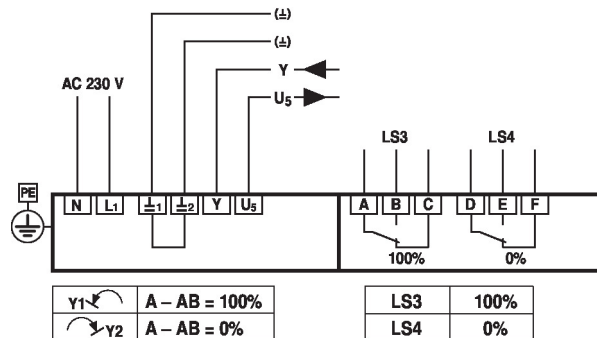 (⊥)
(⊥)
Y
AC 230 V
U5
LS3 LS4
PE
N L1 ⊥1 ⊥2 Y U5 A B C D E F
100% 0%
Y1 A – AB = 100%
Y2 A – AB = 0%
LS3 100%
LS4 0%